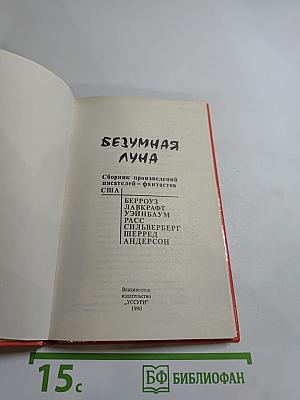 БЕЗУМНАЯ
ЛУНА
Сборник произведений
писателей – фантастов
США
БЕРРОУЗ
ЛАВКРАФТ
УЭИНБАУМ
РАСС
СИЛЬВЕРБЕРГ
ШЕРРЕД
АНДЕРСОН
Владивосток
издательство
„УССУРИ"
1990
15с
БФ БИБЛИОФАН